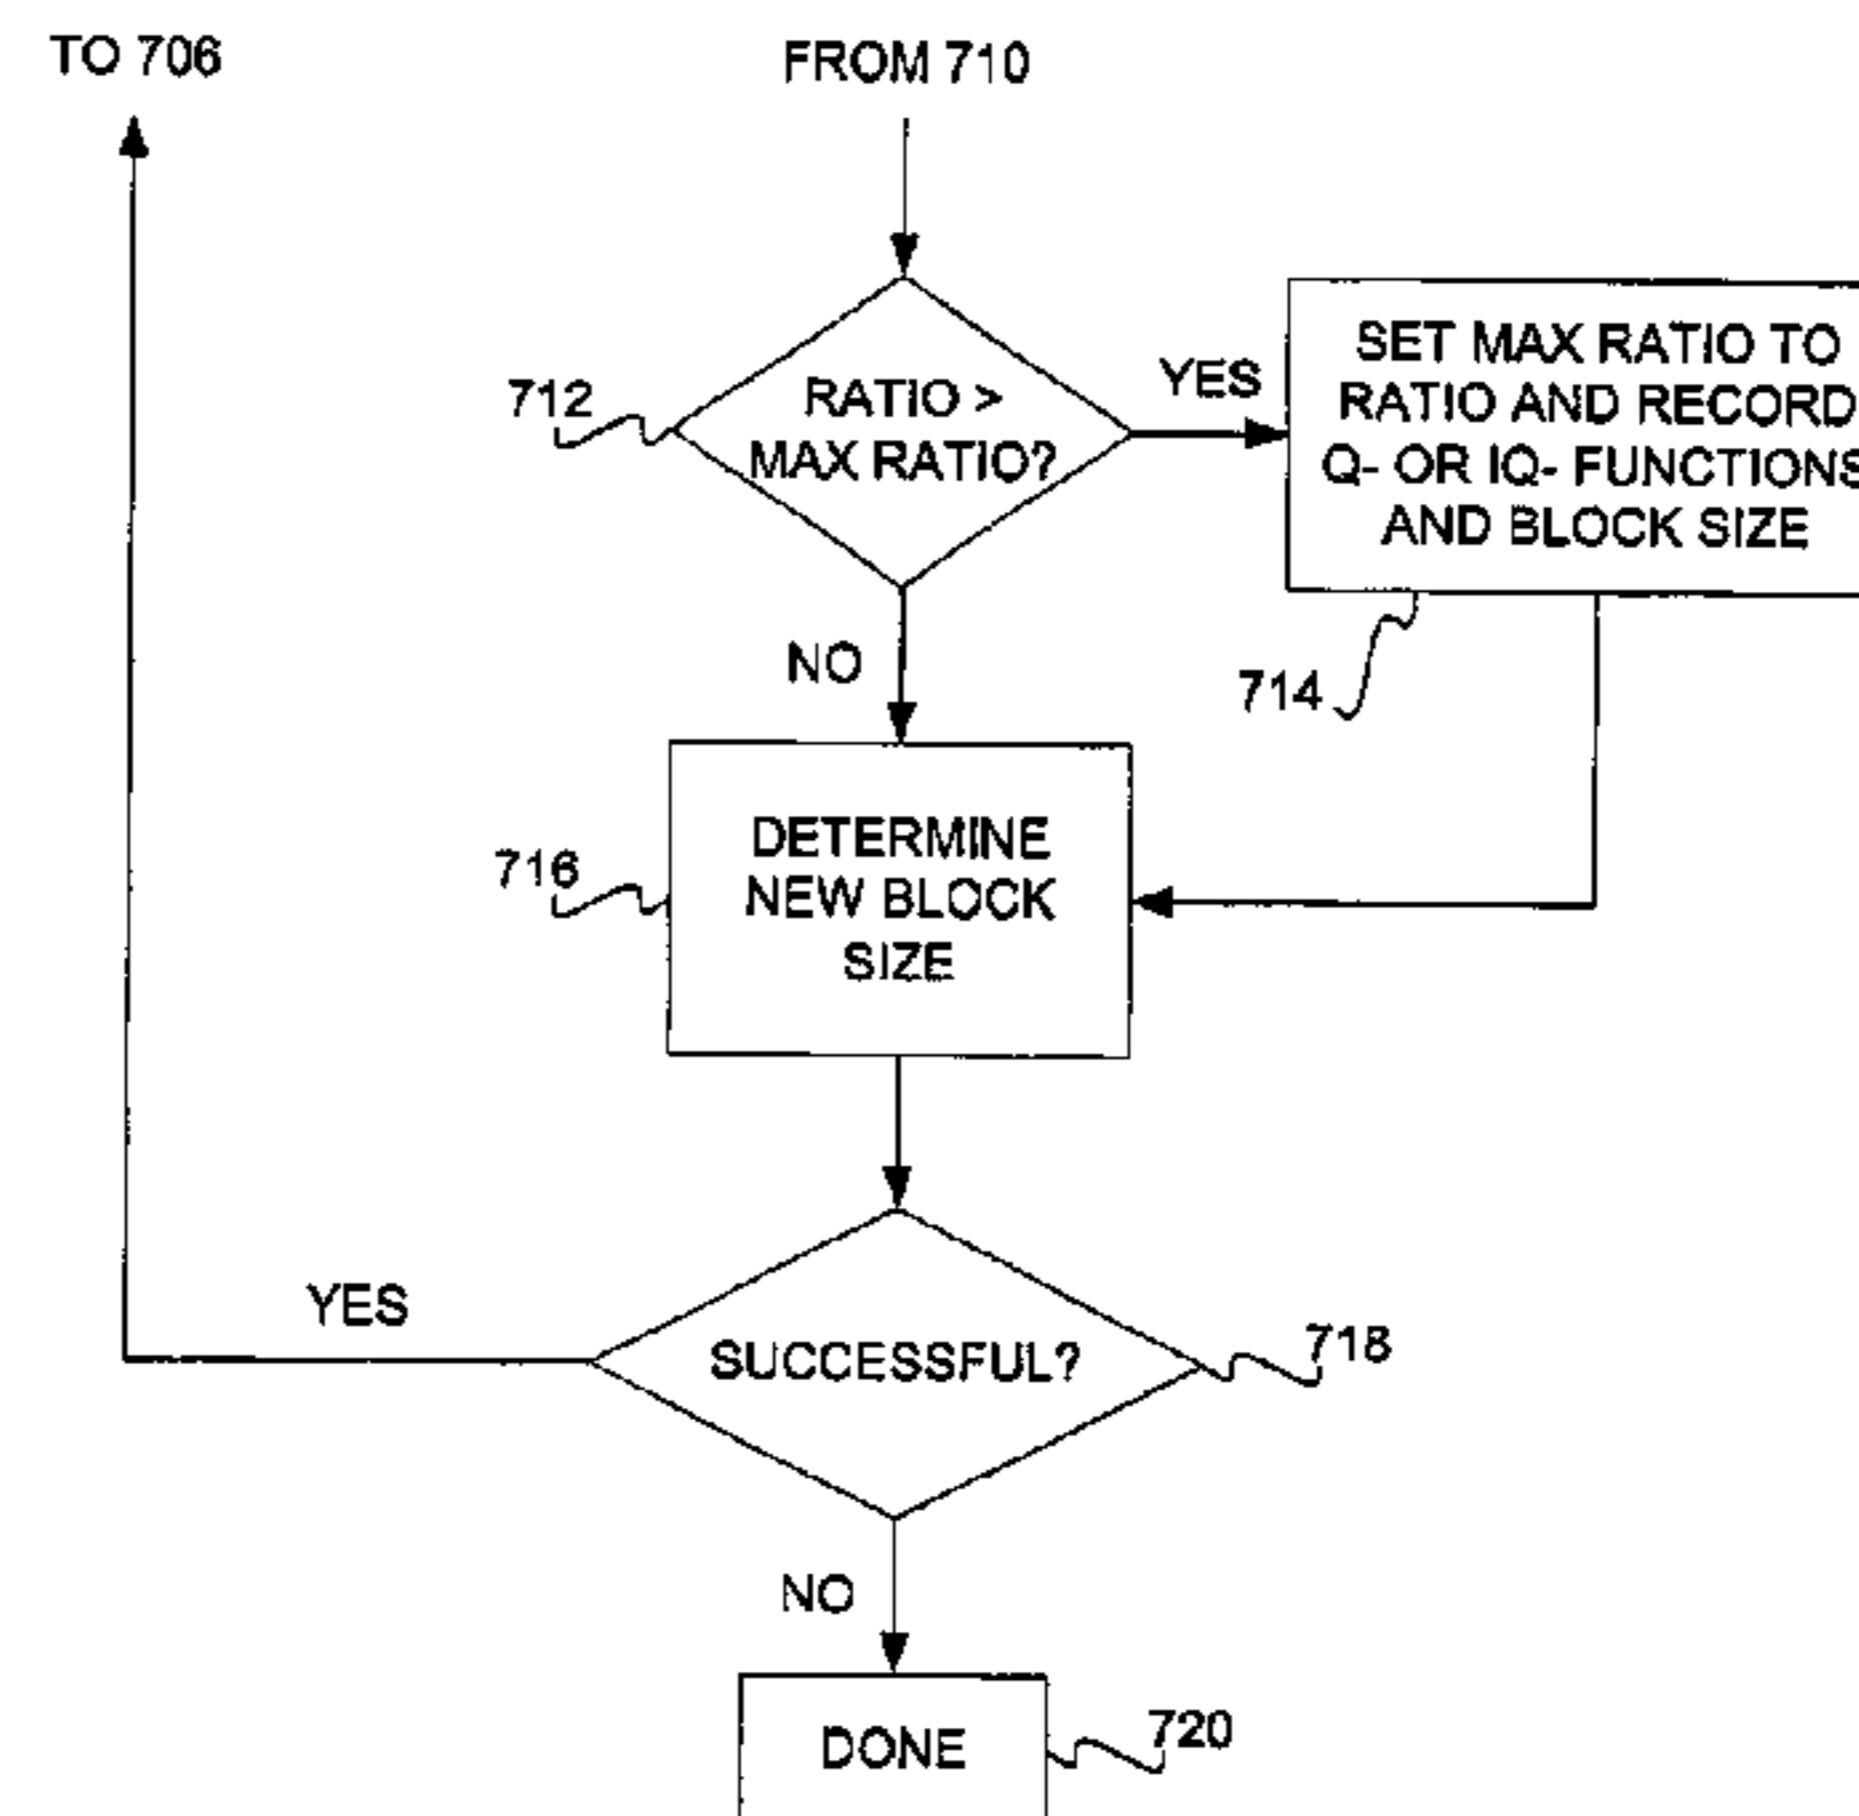 TO 706
FROM 710
712
RATIO >
MAX RATIO?
YES
SET MAX RATIO TO
RATIO AND RECORD
Q- OR IQ- FUNCTIONS
AND BLOCK SIZE
NO
714
716
DETERMINE
NEW BLOCK
SIZE
YES
SUCCESSFUL?
718
NO
DONE
720